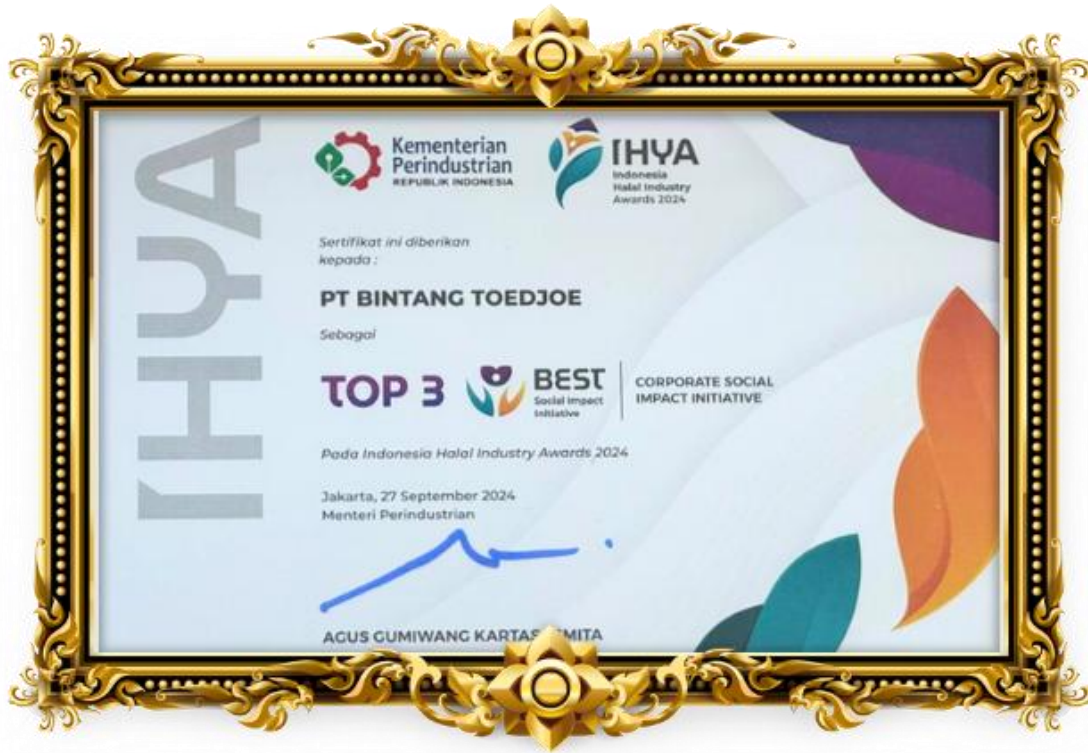 IHYA
Kementerian
Perindustrian
REPUBLIK INDONESIA
IHYA
Indonesia
Halal Industry
Awards 2024
Sertifikat ini diberikan
kepada :
PT BINTANG TOEDJOE
Sebagai
TOP 3
BEST
Social Impact
Initiative
CORPORATE SOCIAL
IMPACT INITIATIVE
Pada Indonesia Halal Industry Awards 2024
Jakarta, 27 September 2024
Menteri Perindustrian
AGUS GUMIWANG